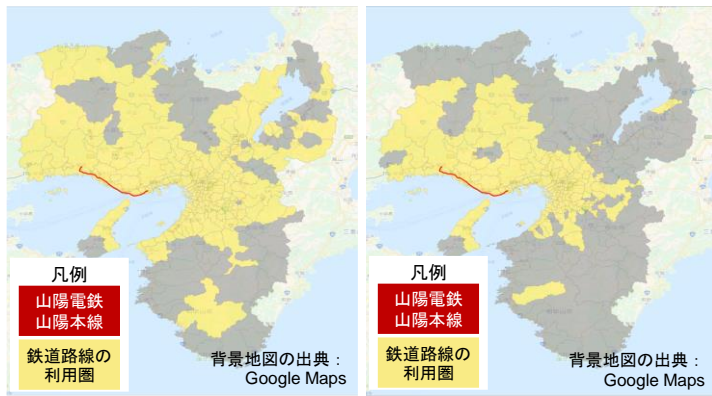 凡例
山陽電鉄
山陽本線
鉄道路線の
利用圏
背景地図の出典：
Google Maps
凡例
山陽電鉄
山陽本線
鉄道路線の
利用圏
背景地図の出典：
Google Maps